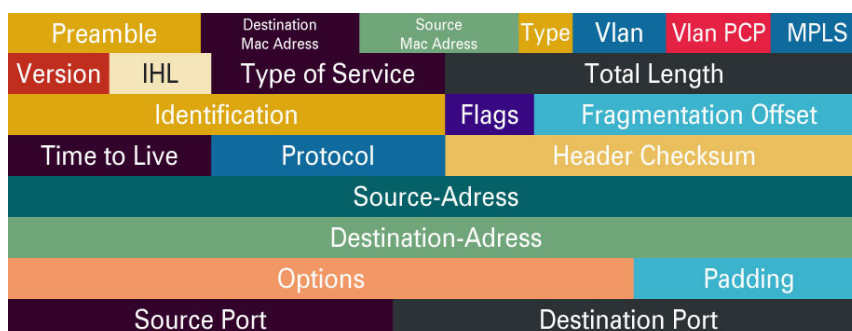 Preamble Destination Mac Adress Source Mac Adress Type Vlan Vlan PCP MPLS
Version IHL Type of Service Total Length
Identification Flags Fragmentation Offset
Time to Live Protocol Header Checksum
Source-Adress
Destination-Adress
Options Padding
Source Port Destination Port